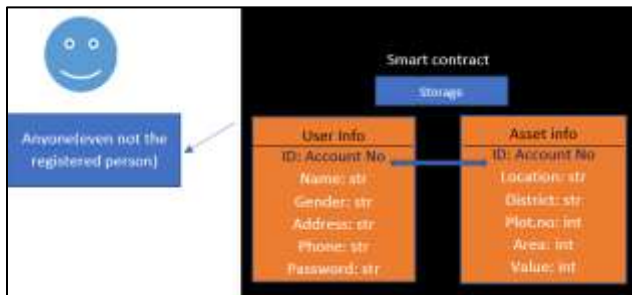 Smart contract
Storage
Anyone(even not the
registered person)
User Info
ID: Account No
Name: str
Gender: str
Address: str
Phone: str
Password: str
Asset info
ID: Account No
Location: str
District: str
Plot.no: int
Area: int
Value: int